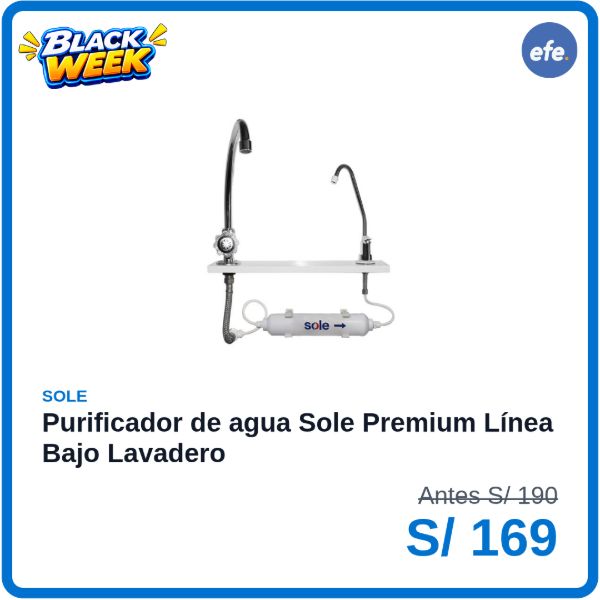 BLACK
WEEK
efe.
sole
SOLE
Purificador de agua Sole Premium Línea
Bajo Lavadero
Antes S/ 190
S/ 169